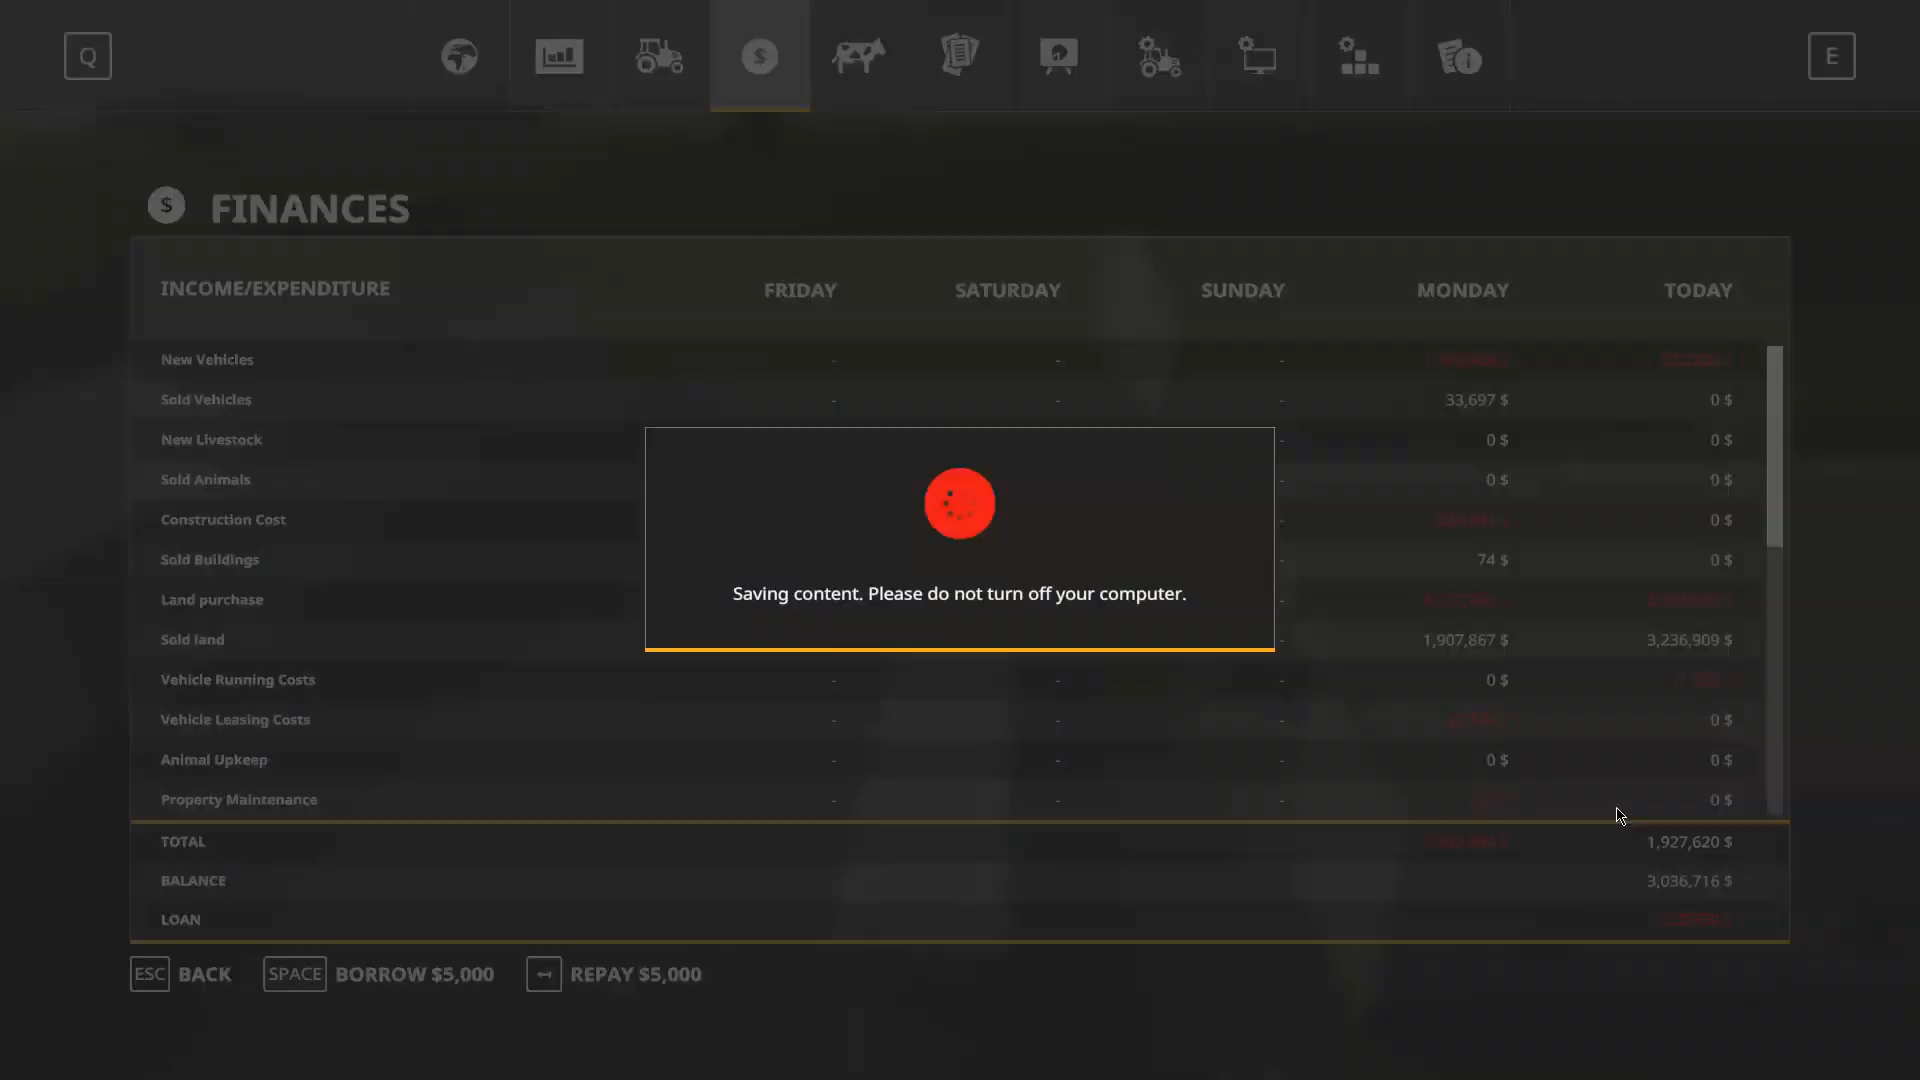 Q
E
$ FINANCES
INCOME/EXPENDITURE FRIDAY SATURDAY SUNDAY MONDAY TODAY
New Vehicles - - -
Sold Vehicles - - - 33,697 $ 0 $
New Livestock - 0 $ 0 $
Sold Animals - 0 $ 0 $
Construction Cost - 0 $
Sold Buildings - 74 $ 0 $
Land purchase -
Sold land - 1,907,867 $ 3,236,909 $
Saving content. Please do not turn off your computer.
Vehicle Running Costs - - - 0 $
Vehicle Leasing Costs - - - 0 $
Animal Upkeep - - - 0 $ 0 $
Property Maintenance - - - 0 $
TOTAL 1,927,620 $
BALANCE 3,036,716 $
LOAN
ESC BACK SPACE BORROW $5,000 REPAY $5,000